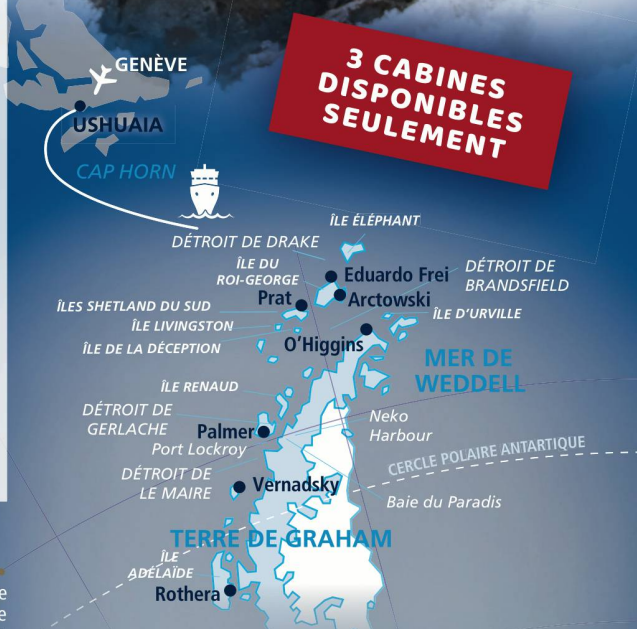 GENÈVE
3 CABINES
DISPONIBLES
SEULEMENT
USHUAIA
CAP HORN
ÎLE ÉLÉPHANT
DÉTROIT DE DRAKE
ÎLE DU
ROI-GEORGE
Eduardo Frei
DÉTROIT DE
BRANDSFIELD
Prat
Arctowski
ÎLES SHETLAND DU SUD
ÎLE D'URVILLE
ÎLE LIVINGSTON
O'Higgins
ÎLE DE LA DÉCEPTION
MER DE
WEDDELL
ÎLE RENAUD
DÉTROIT DE
GERLACHE
Palmer
Neko
Harbour
Port Lockroy
CERCLE POLAIRE ANTARTIQUE
DÉTROIT DE
LE MAIRE
Vernadsky
Baie du Paradis
TERRE DE GRAHAM
ÎLE
ADÉLAÏDE
Rothera
e
e